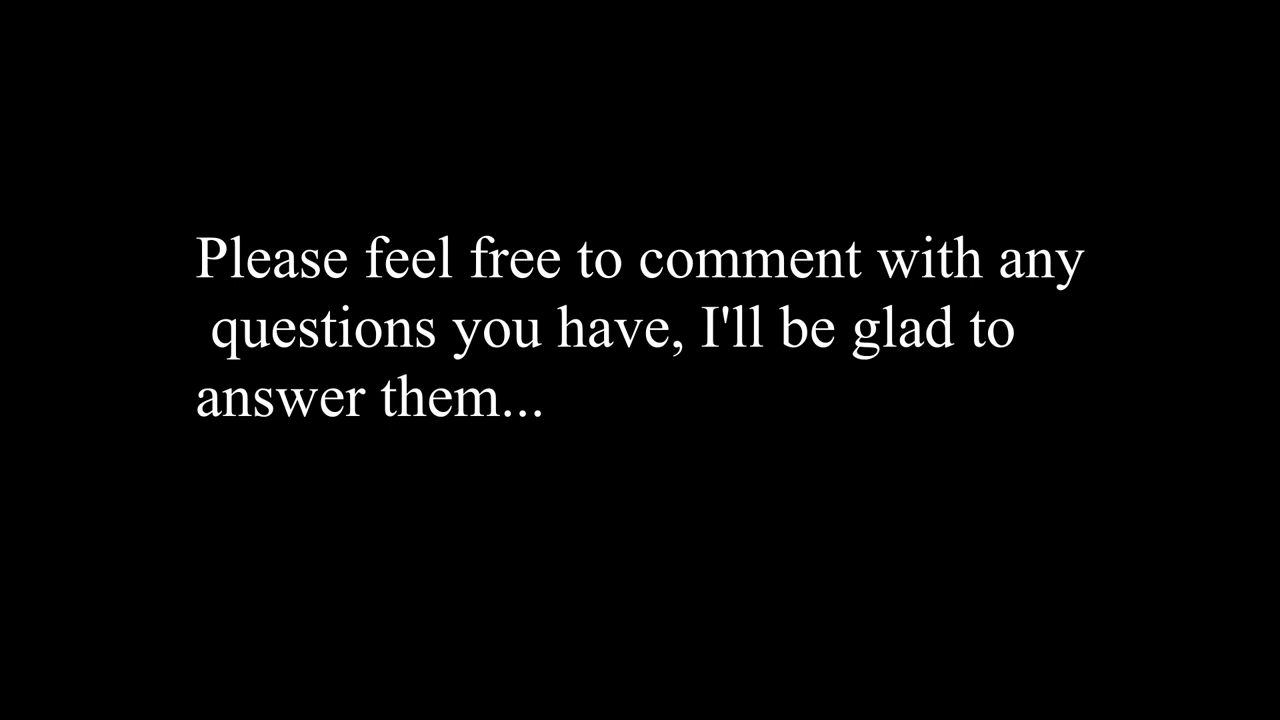 Please feel free to comment with any
questions you have, I'll be glad to
answer them...